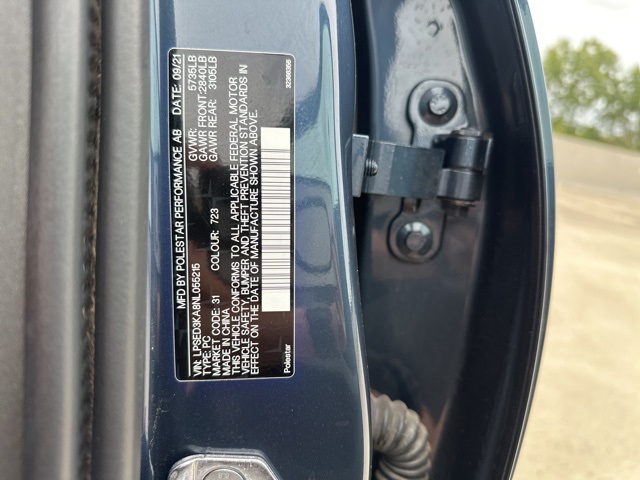 MFD BY POLESTAR PERFORMANCE AB DATE: 09/21
VIN: LPSED3KA8NL055215 GVWR: 5735LB
TYPE: PC GAWR FRONT: 2840LB
MARKET CODE: 31 COLOUR: 723 GAWR REAR: 3105LB
MADE IN CHINA
THIS VEHICLE CONFORMS TO ALL APPLICABLE FEDERAL MOTOR
VEHICLE SAFETY, BUMPER AND THEFT PREVENTION STANDARDS IN
EFFECT ON THE DATE OF MANUFACTURE SHOWN ABOVE.
Polestar